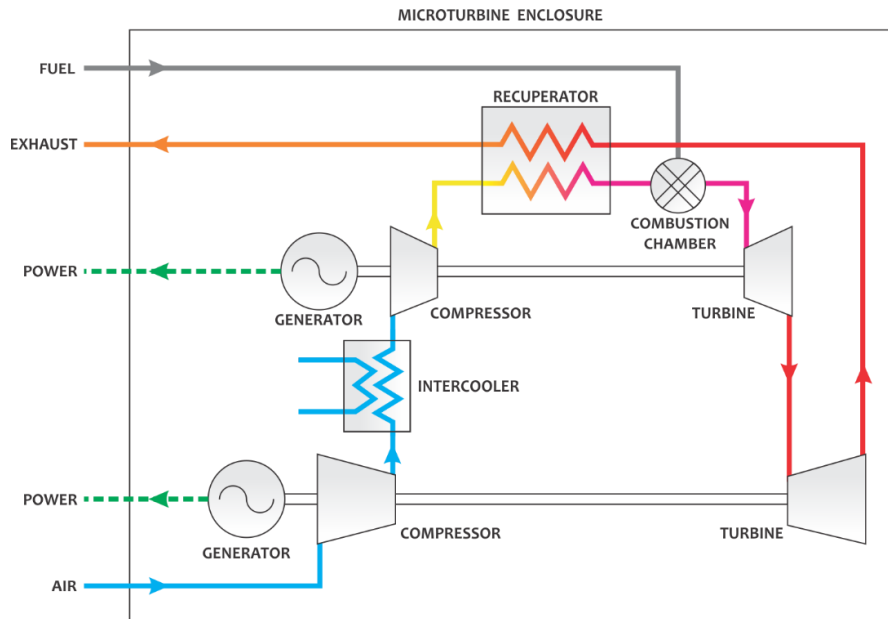 MICROTURBINE ENCLOSURE
FUEL
RECUPERATOR
EXHAUST
COMBUSTION
CHAMBER
POWER
GENERATOR
COMPRESSOR
TURBINE
INTERCOOLER
POWER
GENERATOR
COMPRESSOR
TURBINE
AIR